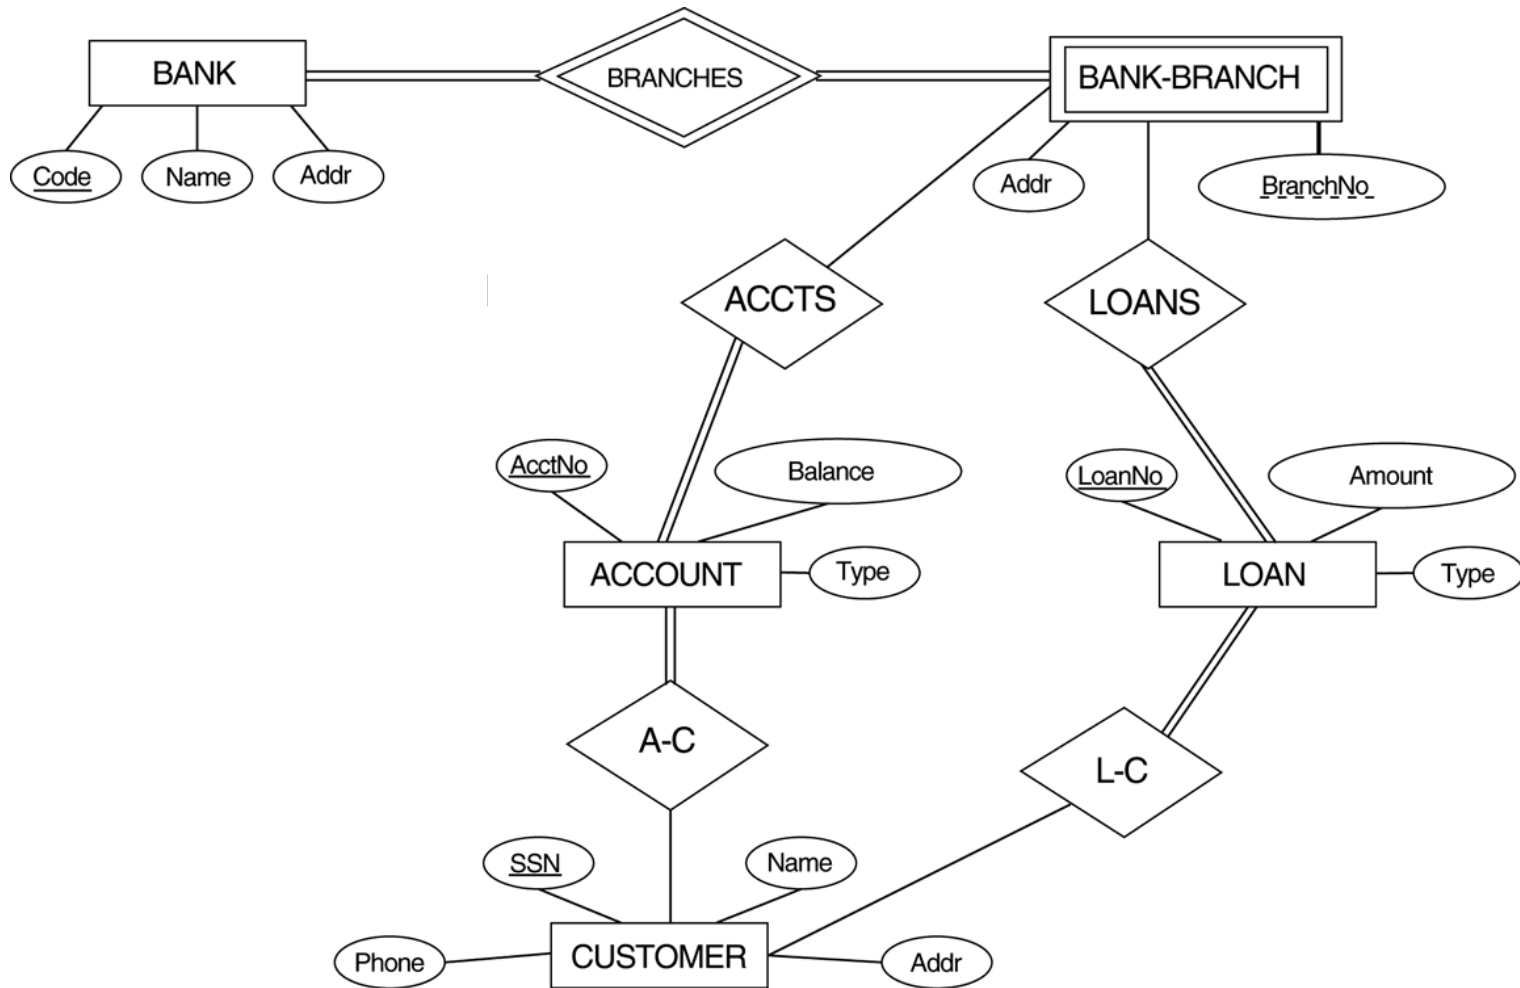 BANK
BRANCHES
BANK-BRANCH
Code
Name
Addr
Addr
BranchNo
ACCTS
LOANS
AcctNo
Balance
LoanNo
Amount
ACCOUNT
Type
LOAN
Type
A-C
L-C
SSN
Name
Phone
CUSTOMER
Addr